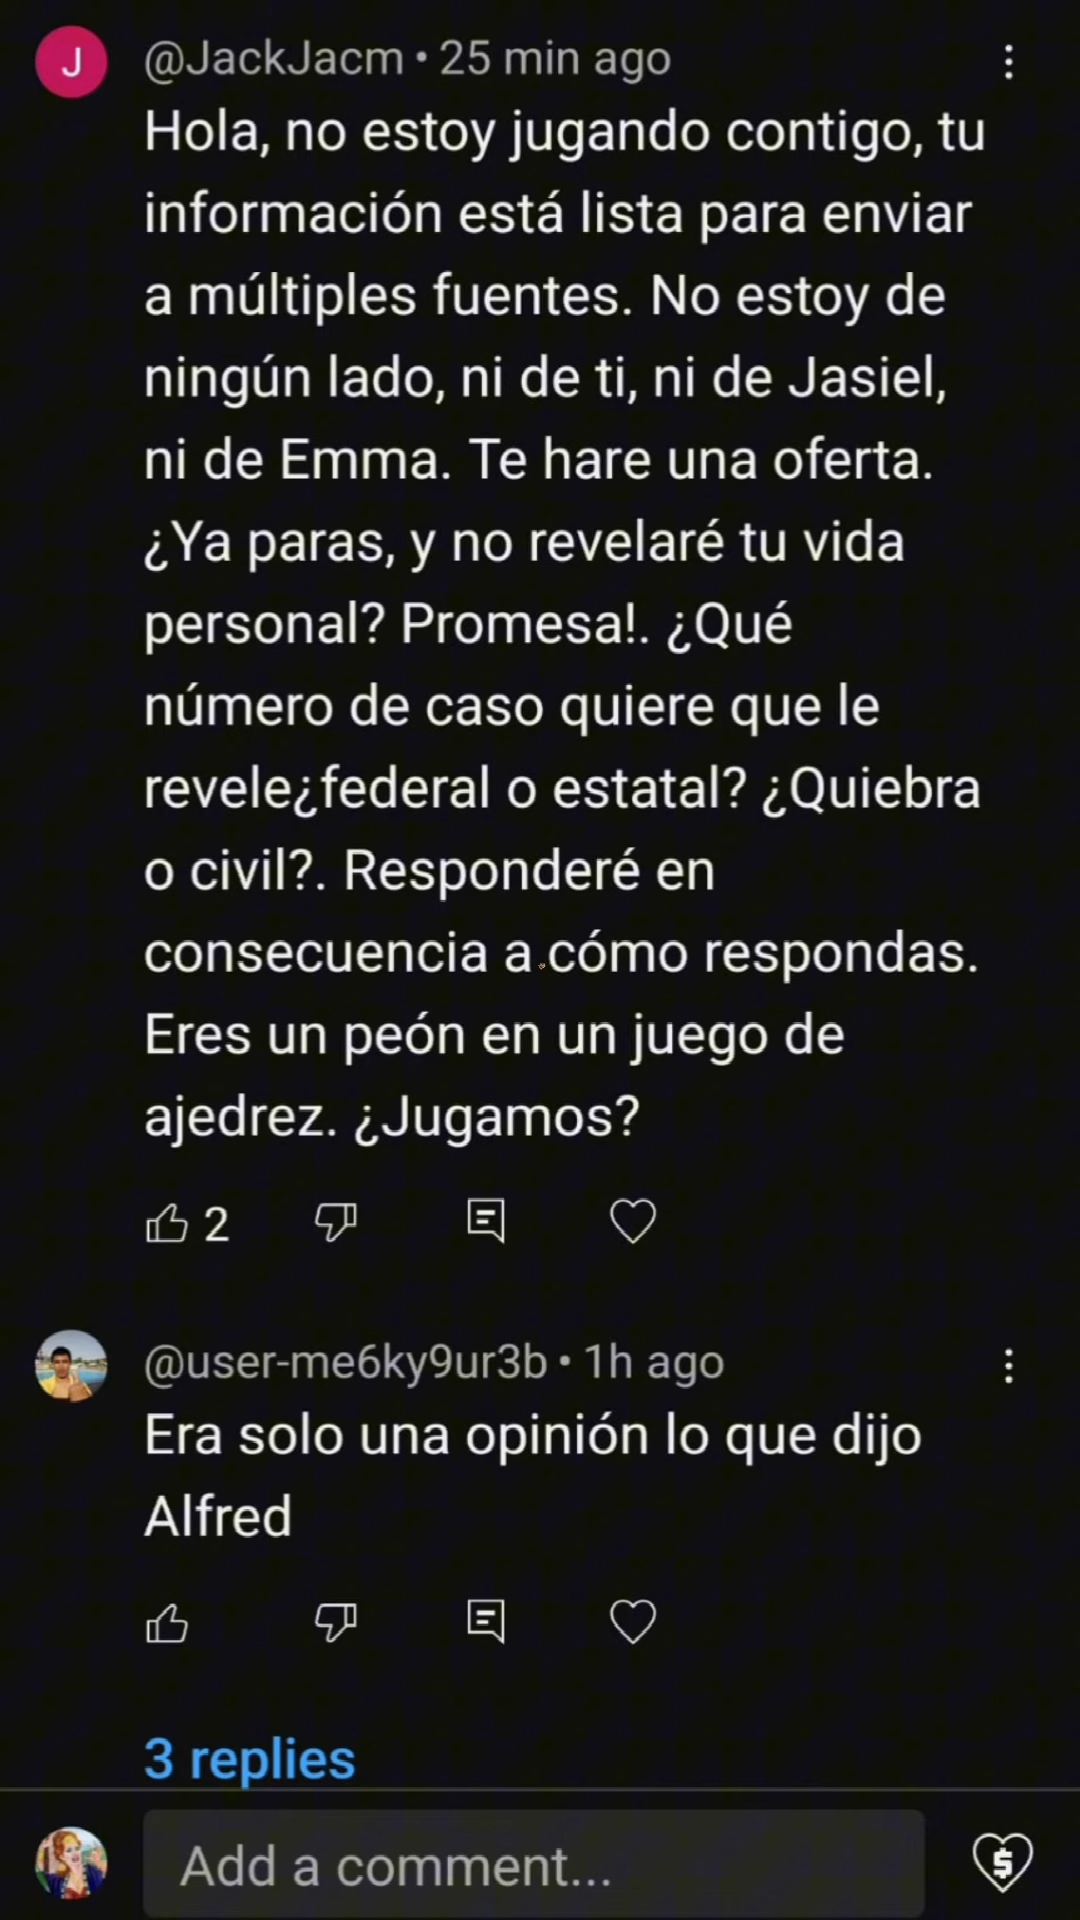 J
@JackJacm • 25 min ago
Hola, no estoy jugando contigo, tu
información está lista para enviar
a múltiples fuentes. No estoy de
ningún lado, ni de ti, ni de Jasiel,
ni de Emma. Te hare una oferta.
¿Ya paras, y no revelaré tu vida
personal? Promesa!. ¿Qué
número de caso quiere que le
revele¿federal o estatal? ¿Quiebra
o civil?. Responderé en
consecuencia a cómo respondas.
Eres un peón en un juego de
ajedrez. ¿Jugamos?
2
@user-me6ky9ur3b • 1h ago
Era solo una opinión lo que dijo
Alfred
3 replies
Add a comment...
$